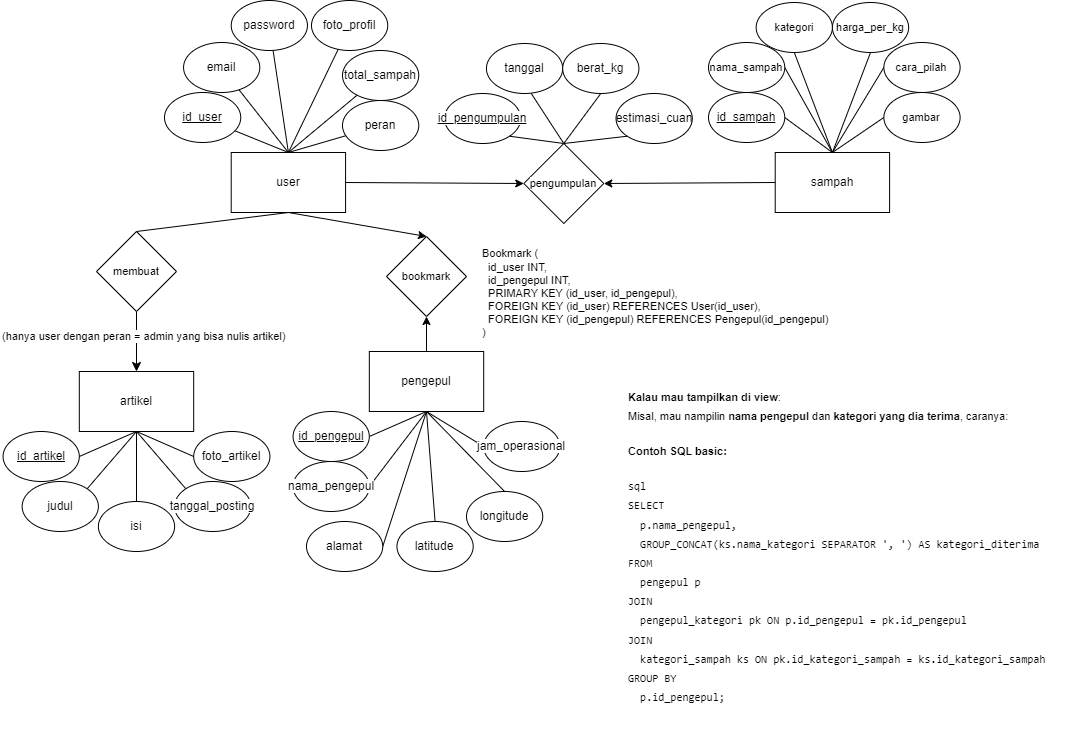 password
foto_profil
email
total_sampah
id_user
peran
user
tanggal
berat_kg
id_pengumpulan
estimasi_cuan
pengumpulan
kategori
harga_per_kg
nama_sampah
cara_pilah
id_sampah
gambar
sampah
membuat
bookmark
Bookmark (
id_user INT,
id_pengepul INT,
PRIMARY KEY (id_user, id_pengepul),
FOREIGN KEY (id_user) REFERENCES User(id_user),
FOREIGN KEY (id_pengepul) REFERENCES Pengepul(id_pengepul)
)
(hanya user dengan peran = admin yang bisa nulis artikel)
artikel
id_artikel
foto_artikel
judul
tanggal_posting
isi
pengepul
id_pengepul
jam_operasional
nama_pengepul
longitude
alamat
latitude
Kalau mau tampilkan di view:
Misal, mau nampilin nama pengepul dan kategori yang dia terima, caranya:
Contoh SQL basic:
sql
SELECT
p.nama_pengepul,
GROUP_CONCAT(ks.nama_kategori SEPARATOR ', ') AS kategori_diterima
FROM
pengepul p
JOIN
pengepul_kategori pk ON p.id_pengepul = pk.id_pengepul
JOIN
kategori_sampah ks ON pk.id_kategori_sampah = ks.id_kategori_sampah
GROUP BY
p.id_pengepul;